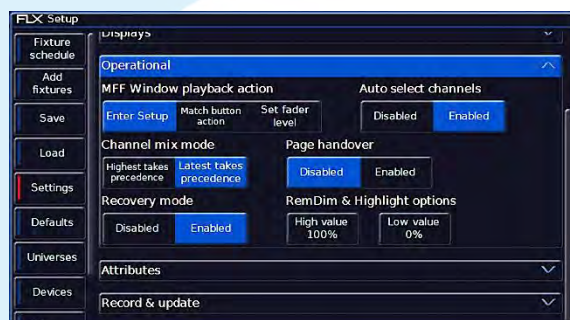 FLX Setup
Fixture
schedule
Add
fixtures
Save
Load
Settings
Defaults
Universes
Devices
Displays
Operational
MFF Window playback action
Auto select channels
Enter Setup
Match button
action
Set fader
level
Disabled
Enabled
Channel mix mode
Page handover
Highest takes
precedence
Latest takes
precedence
Disabled
Enabled
Recovery mode
RemDim & Highlight options
Disabled
Enabled
High value
100%
Low value
0%
Attributes
Record & update